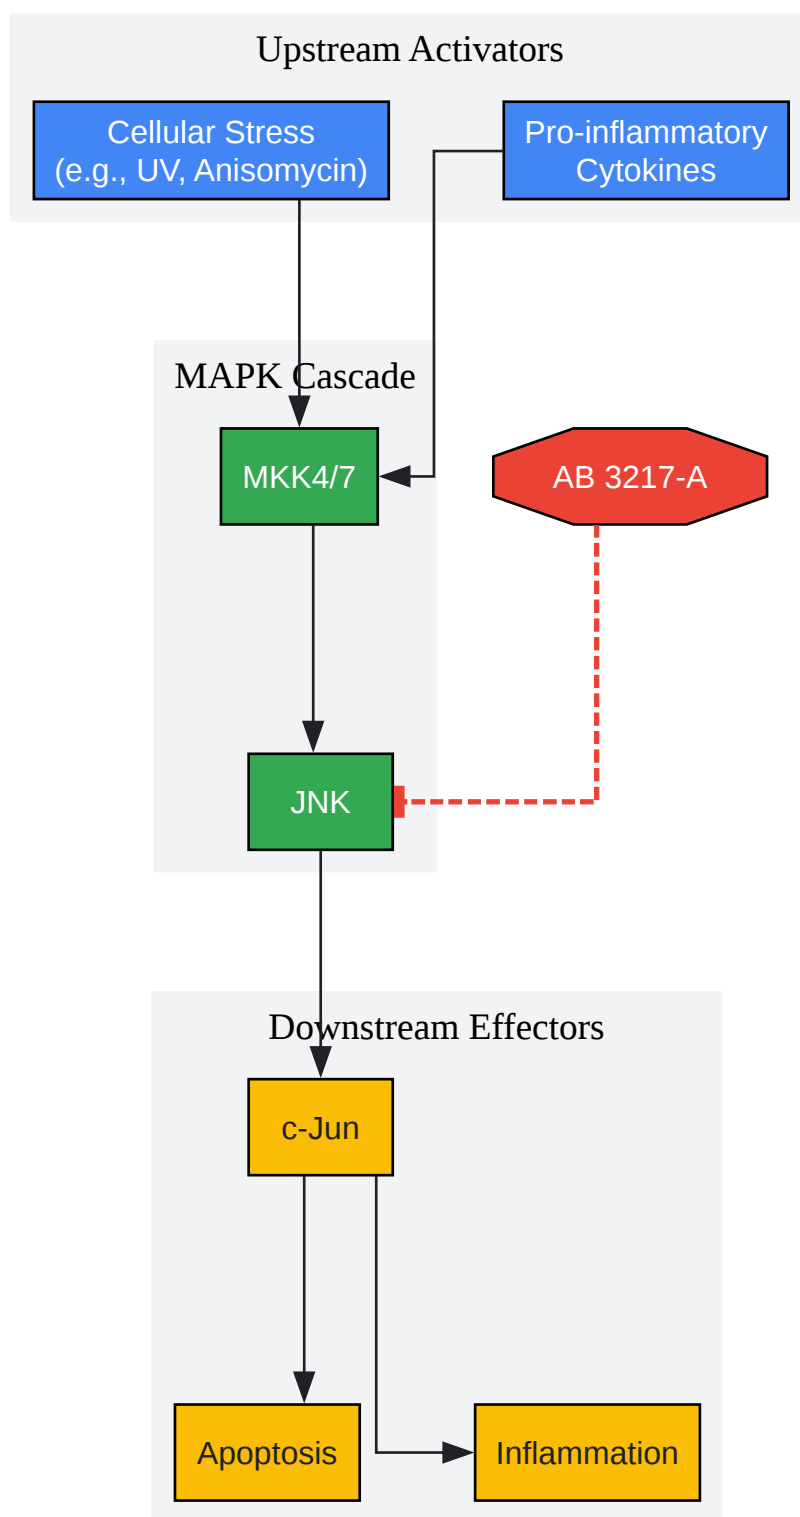 Upstream Activators
Cellular Stress
(e.g., UV, Anisomycin)
Pro-inflammatory
Cytokines
MAPK Cascade
MKK4/7
AB 3217-A
JNK
Downstream Effectors
c-Jun
Apoptosis
Inflammation